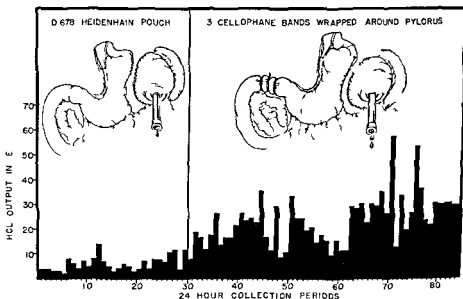 D 678 HEIDENHAIN POUCH
3 CELLOPHANE BANDS WRAPPED AROUND PYLORUS
HCL OUTPUT IN E
70
60
50
40
30
20
10
10 20 30 40 50 60 70 80
24 HOUR COLLECTION PERIODS